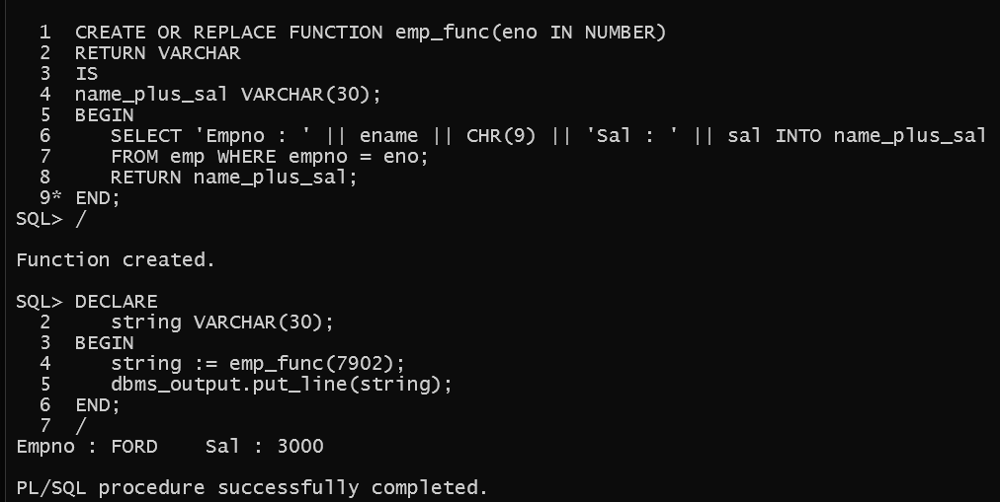 1  CREATE OR REPLACE FUNCTION emp_func(eno IN NUMBER)
  2  RETURN VARCHAR
  3  IS
  4  name_plus_sal VARCHAR(30);
  5  BEGIN
  6     SELECT 'Empno : ' || ename || CHR(9) || 'Sal : ' || sal INTO name_plus_sal
  7     FROM emp WHERE empno = eno;
  8     RETURN name_plus_sal;
  9* END;
SQL> /
Function created.
SQL> DECLARE
  2     string VARCHAR(30);
  3  BEGIN
  4     string := emp_func(7902);
  5     dbms_output.put_line(string);
  6  END;
  7  /
Empno : FORD    Sal : 3000
PL/SQL procedure successfully completed.